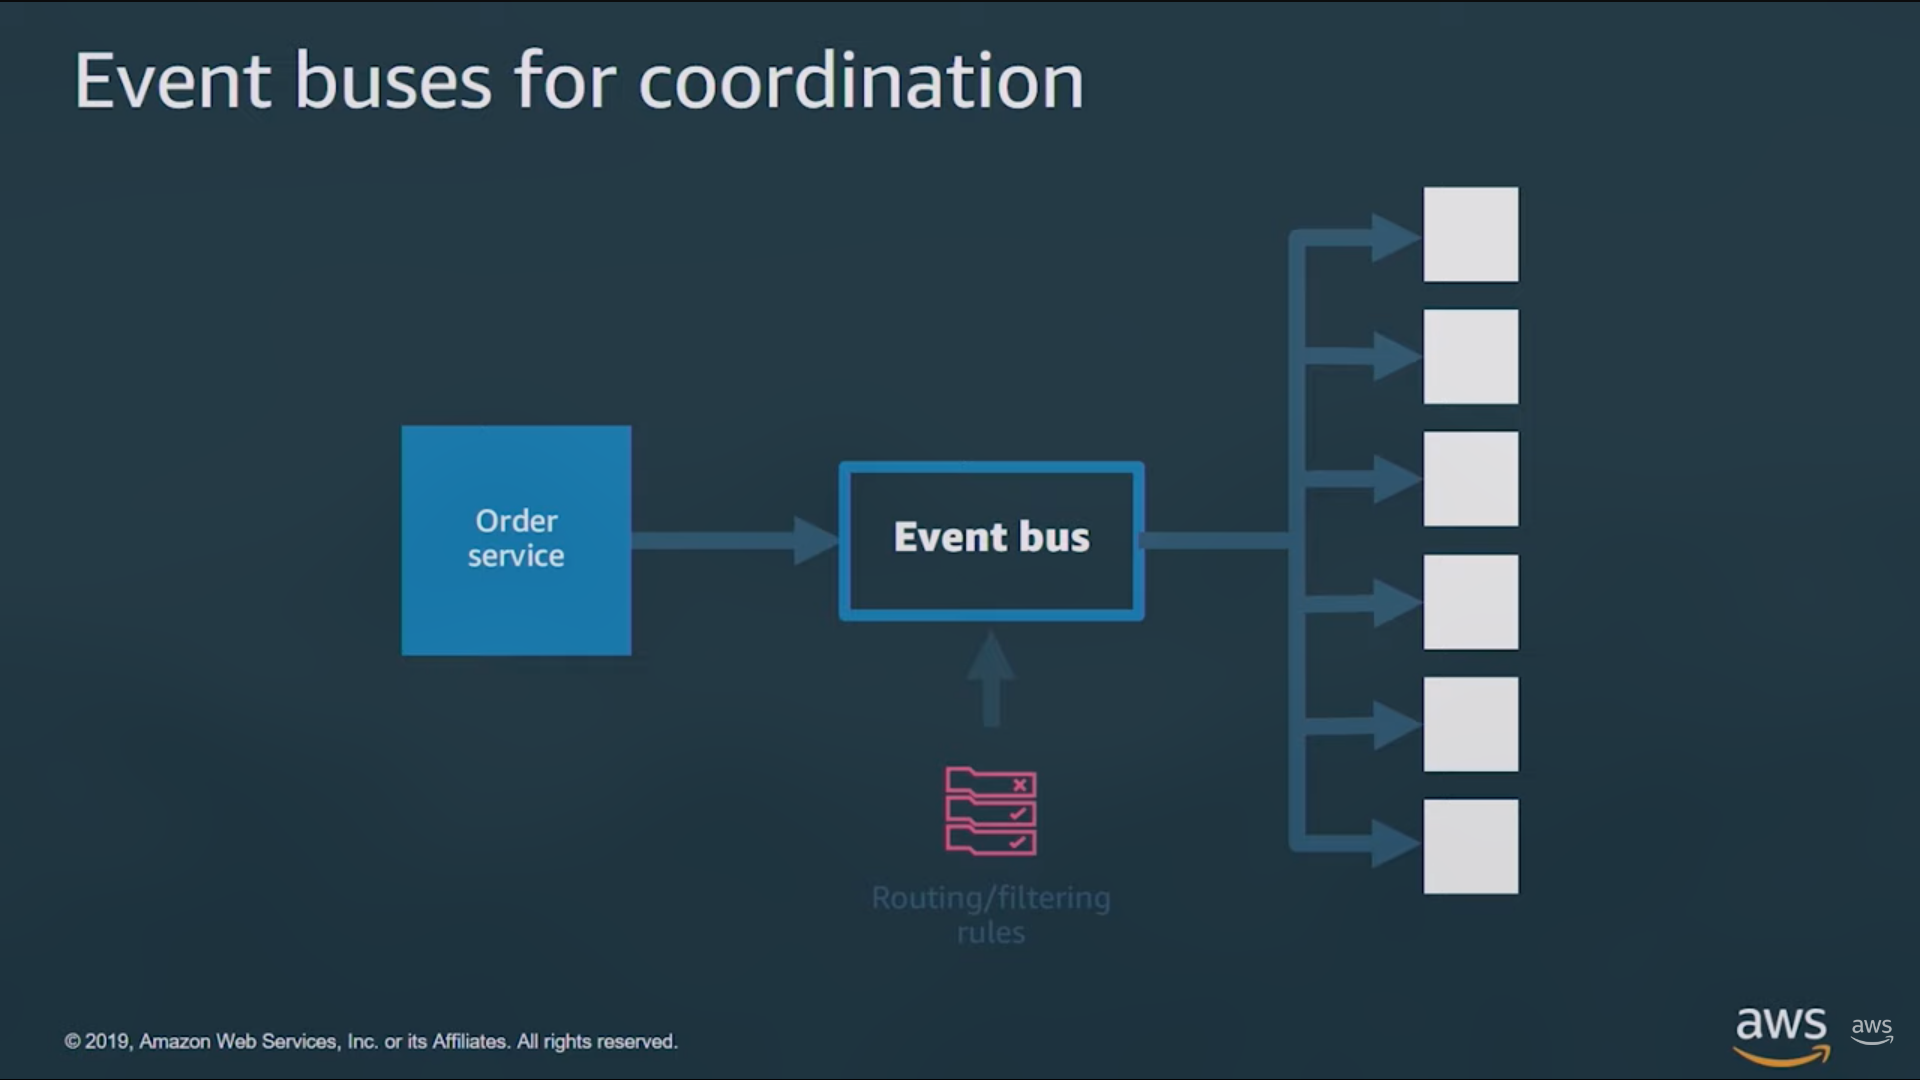 Event buses for coordination
Order
service
Event bus
Routing/filtering
rules
© 2019, Amazon Web Services, Inc. or its Affiliates. All rights reserved.
aws
aws